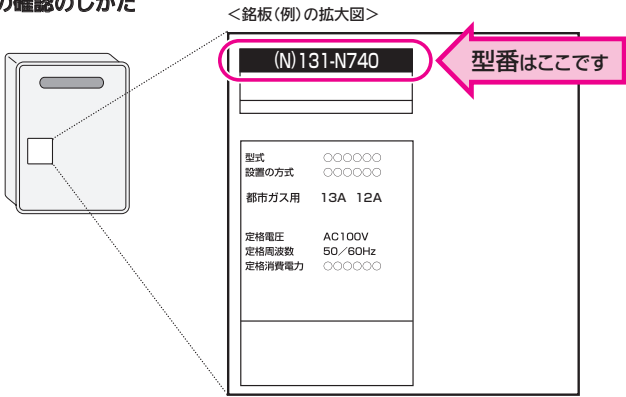 の確認のしかた
＜銘板（例）の拡大図＞
(N)131-N740
型番はここです
型式 ○○○○○○
設置の方式 ○○○○○○
都市ガス用 13A 12A
定格電圧 AC100V
定格周波数 50／60Hz
定格消費電力 ○○○○○○